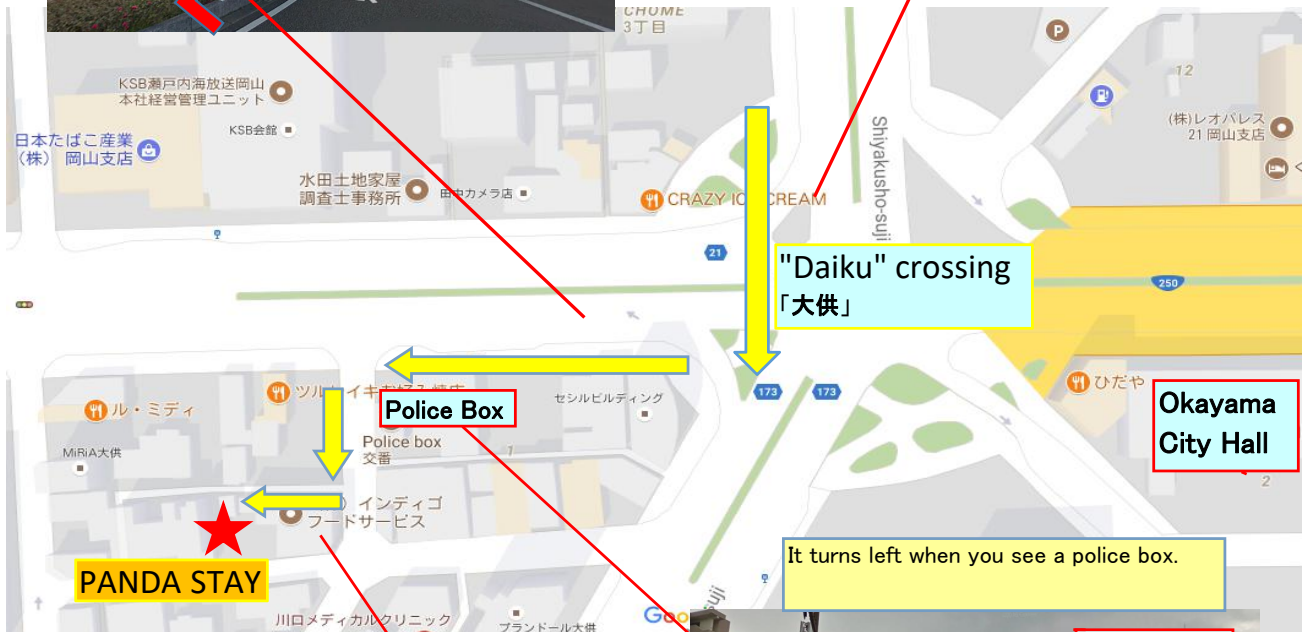 CHOME
3丁目
KSB瀬戸内海放送岡山
本社経営管理ユニット
KSB会館
日本たばこ産業
（株） 岡山支店
水田土地家屋
調査士事務所
田中カメラ店
CRAZY ICE CREAM
Shiyakusho-suji
12
(株)レオパレス
21 岡山支店
21
"Daiku" crossing
「大供」
250
173
173
ひだや
Okayama
City Hall
2
ル・ミディ
MiRiA大供
Police Box
Police box
交番
1
セシルビルディング
インディゴ
フードサービス
PANDA STAY
It turns left when you see a police box.
川口メディカルクリニック
ブランドール大供
Goo
suji